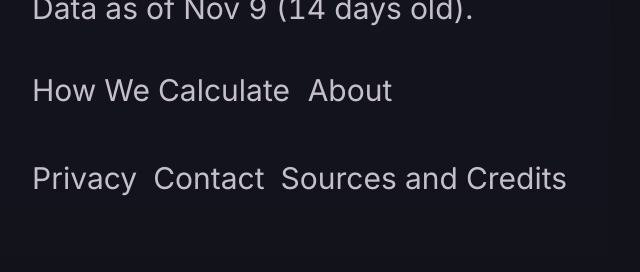 Data as of Nov 9 (14 days old).
How We Calculate About
Privacy Contact Sources and Credits